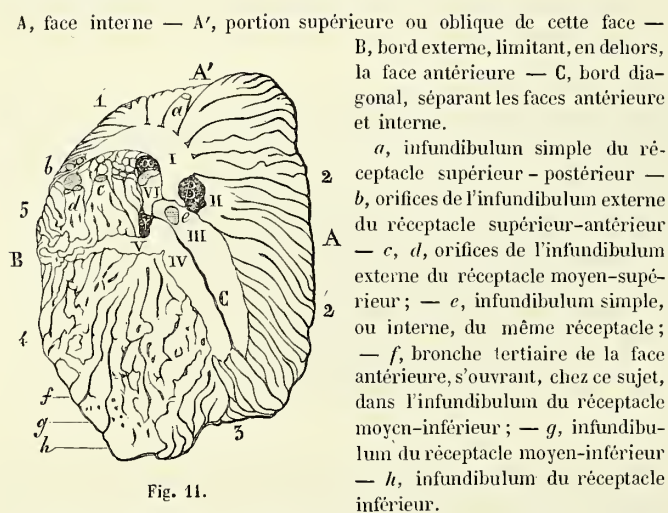 A, face interne — A′, portion supérieure ou oblique de cette face —
B, bord externe, limitant, en dehors,
la face antérieure — C, bord dia-
gonal, séparant les faces antérieure
et interne.
a, infundibulum simple du ré-
ceptacle supérieur-postérieur —
b, orifices de l'infundibulum externe
du réceptacle supérieur-antérieur
— c, d, orifices de l'infundibulum
externe du réceptacle moyen-supé-
rieur; — e, infundibulum simple,
ou interne, du même réceptacle;
— f, bronche tertiaire de la face
antérieure, s'ouvrant, chez ce sujet,
dans l'infundibulum du réceptacle
moyen-inférieur; — g, infundibu-
lum du réceptacle moyen-inférieur
— h, infundibulum du réceptacle
inférieur.
A′
1
a
I
b
c
VI
2
d
II
5
e
III
A
B
V
IV
C
2′
4
f
g
3
h
Fig. 11.